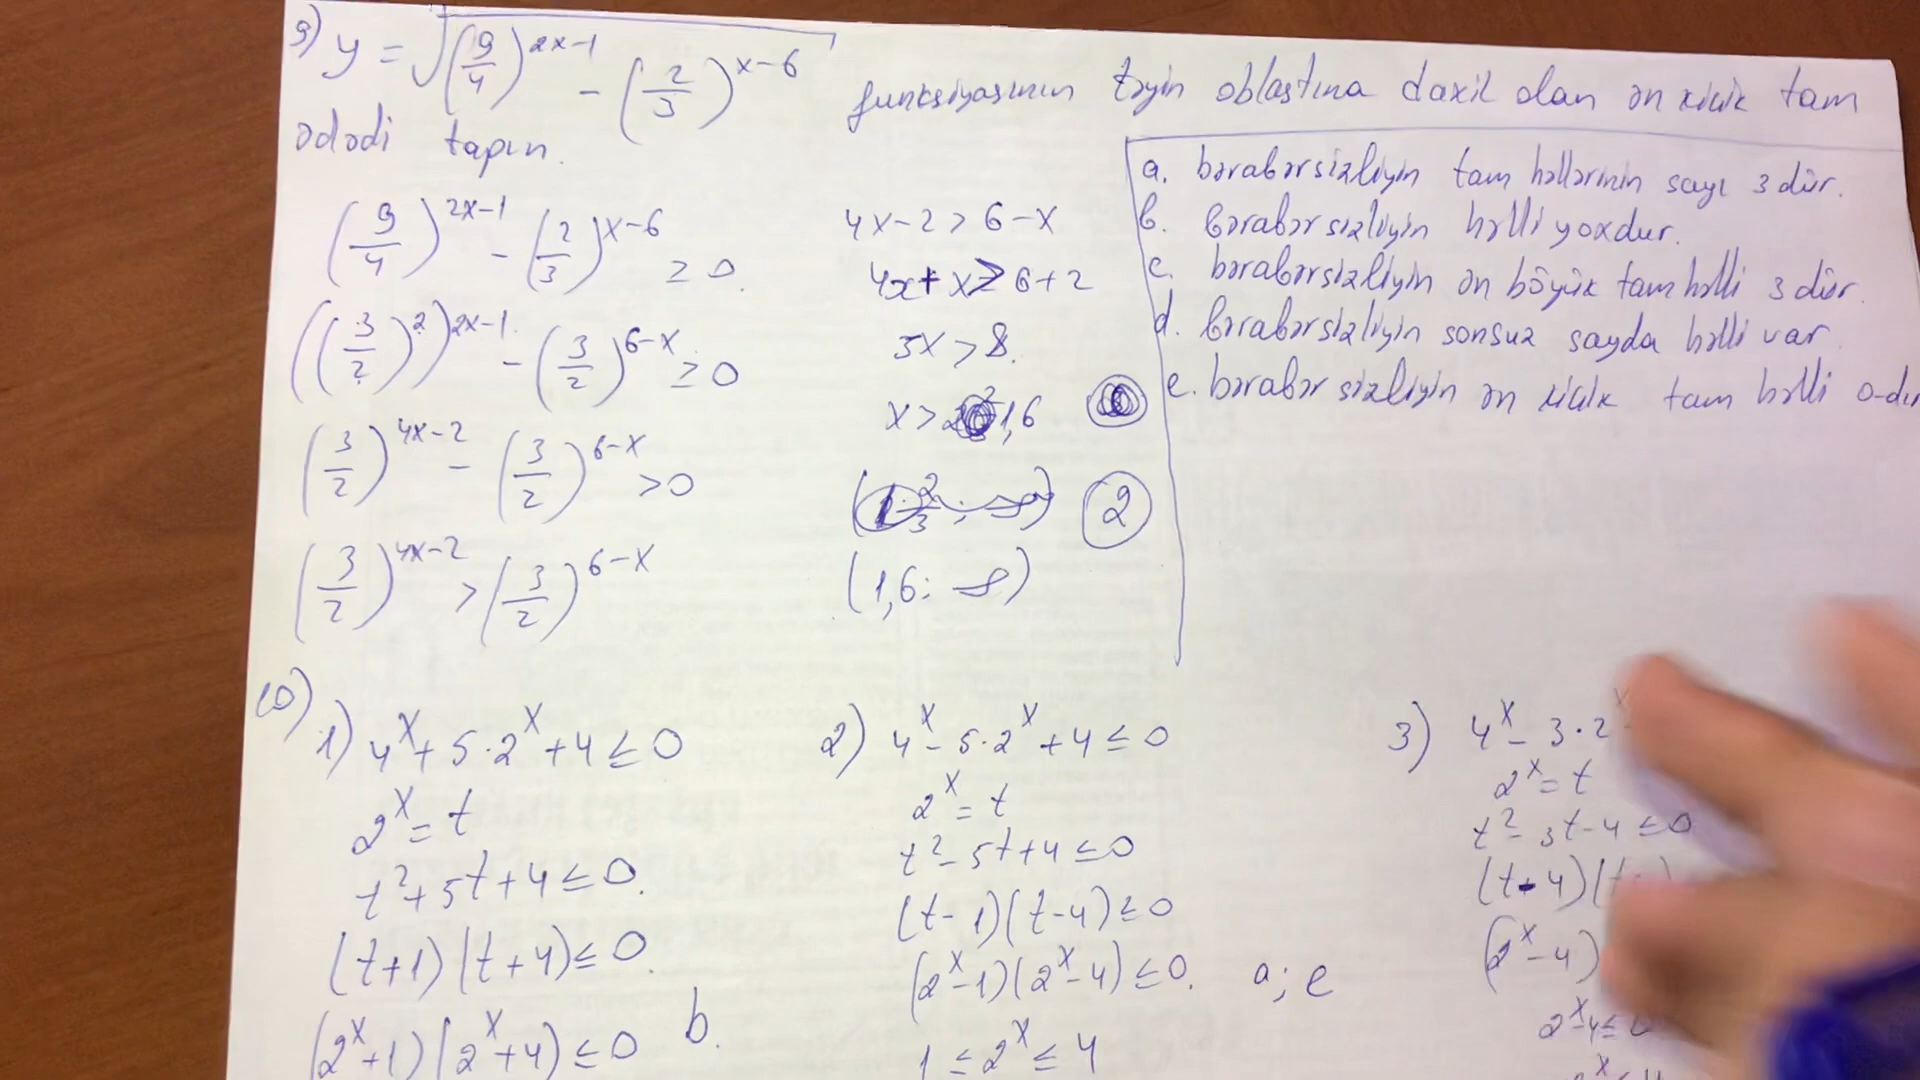 9) y = √((9/4)^(2x-1) - (2/3)^(x-6)) funksiyasının təyin oblastına daxil olan ən kiçik tam
ədədi tapın.
(9/4)^(2x-1) - (2/3)^(x-6) ≥ 0.
((3/2)^2)^(2x-1) - (3/2)^(6-x) ≥ 0
(3/2)^(4x-2) - (3/2)^(6-x) > 0
(3/2)^(4x-2) > (3/2)^(6-x)
4x-2 > 6-x
4x+x > 6+2
5x > 8.
x > 1,6
2
(1,6; ∞)
a. bərabərsizliyin tam həllərinin sayı 3 dür.
b. bərabərsizliyin həlli yoxdur.
c. bərabərsizliyin ən böyük tam həlli 3 dür.
d. bərabərsizliyin sonsuz sayda həlli var
e. bərabərsizliyin ən kiçik tam həlli 0-dı
10)
1) 4^x + 5·2^x + 4 ≤ 0
2^x = t
t^2 + 5t + 4 ≤ 0.
(t+1)(t+4) ≤ 0.
(2^x+1)(2^x+4) ≤ 0
b.
2) 4^x - 5·2^x + 4 ≤ 0
2^x = t
t^2 - 5t + 4 ≤ 0
(t-1)(t-4) ≤ 0
(2^x-1)(2^x-4) ≤ 0.
a; e
1 ≤ 2^x ≤ 4
3) 4^x - 3·2^x
2^x = t
t^2 - 3t - 4 ≤ 0
(t-4)(t
(2^x-4)
2^x-4 ≤ 0